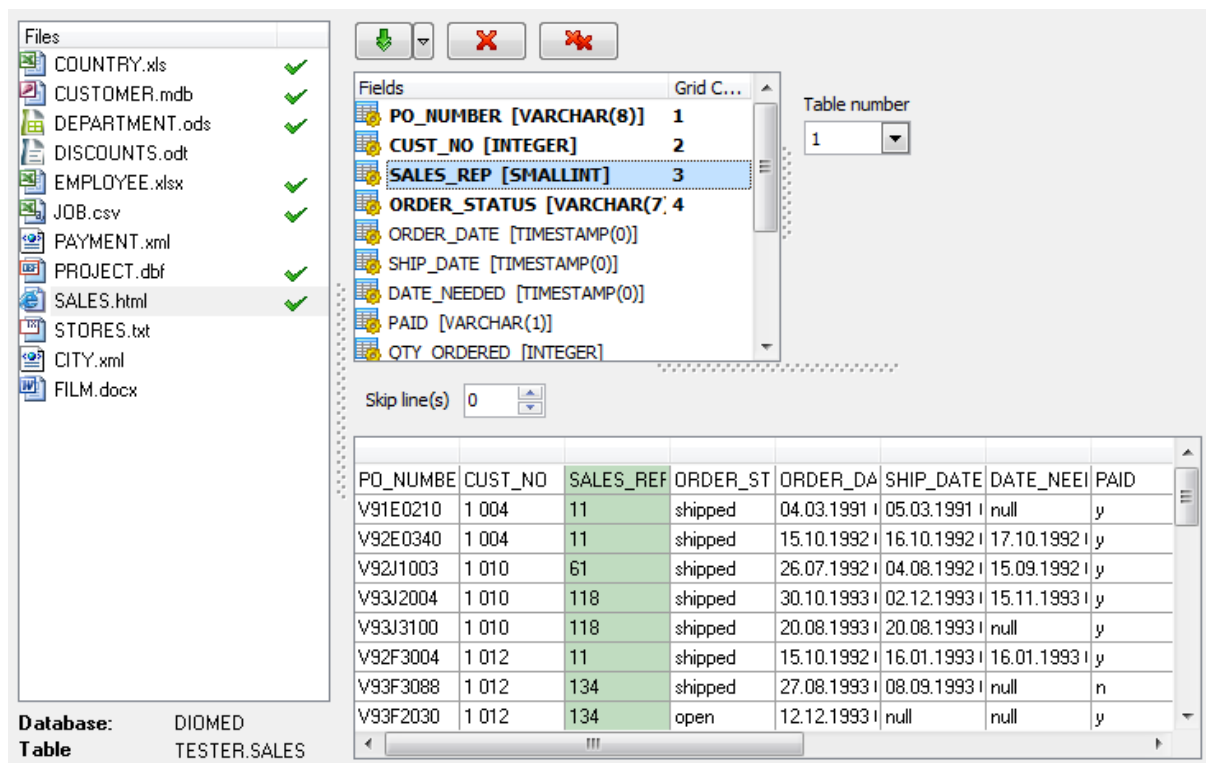 Files
COUNTRY.xls
CUSTOMER.mdb
DEPARTMENT.ods
DISCOUNTS.odt
EMPLOYEE.xlsx
JOB.csv
PAYMENT.xml
PROJECT.dbf
SALES.html
STORES.txt
CITY.xml
FILM.docx
Database: DIOMED
Table TESTER.SALES
Fields Grid C...
PO_NUMBER [VARCHAR(8)] 1
CUST_NO [INTEGER] 2
SALES_REP [SMALLINT] 3
ORDER_STATUS [VARCHAR(7) 4
ORDER_DATE [TIMESTAMP(0)]
SHIP_DATE [TIMESTAMP(0)]
DATE_NEEDED [TIMESTAMP(0)]
PAID [VARCHAR(1)]
QTY_ORDERED [INTEGER]
Table number
1
Skip line(s) 0
PO_NUMBE CUST_NO SALES_REF ORDER_ST ORDER_DA SHIP_DATE DATE_NEEI PAID
V91E0210 1 004 11 shipped 04.03.1991 05.03.1991 null y
V92E0340 1 004 11 shipped 15.10.1992 16.10.1992 17.10.1992 y
V92J1003 1 010 61 shipped 26.07.1992 04.08.1992 15.09.1992 y
V93J2004 1 010 118 shipped 30.10.1993 02.12.1993 15.11.1993 y
V93J3100 1 010 118 shipped 20.08.1993 20.08.1993 null y
V92F3004 1 012 11 shipped 15.10.1992 16.01.1993 16.01.1993 y
V93F3088 1 012 134 shipped 27.08.1993 08.09.1993 null n
V93F2030 1 012 134 open 12.12.1993 null null y